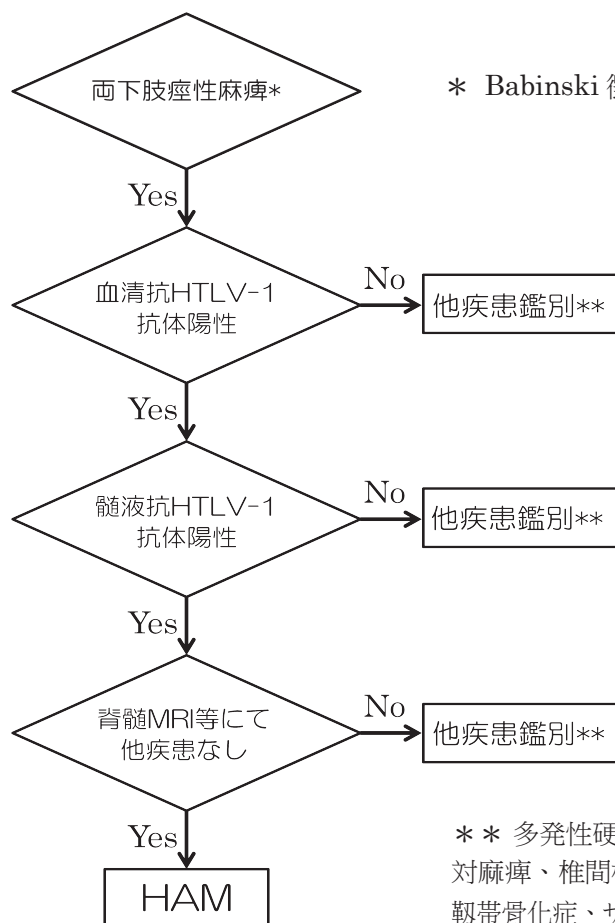 両下肢痙性麻痺*
* Babinski
Yes
血清抗HTLV-1
抗体陽性
No
他疾患鑑別**
Yes
髄液抗HTLV-1
抗体陽性
No
他疾患鑑別**
Yes
脊髄MRI等にて
他疾患なし
No
他疾患鑑別**
Yes
HAM
** 多発性硬
対麻痺、椎間
靱帯骨化症、